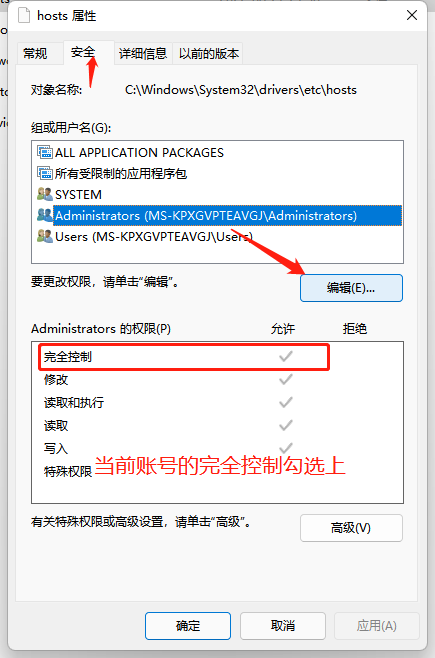 hosts 属性
常规
安全
详细信息
以前的版本
对象名称:
C:\Windows\System32\drivers\etc\hosts
组或用户名(G):
ALL APPLICATION PACKAGES
所有受限制的应用程序包
SYSTEM
Administrators (MS-KPXGVPTEAVGJ\Administrators)
Users (MS-KPXGVPTEAVGJ\Users)
要更改权限，请单击“编辑”。
编辑(E)...
Administrators 的权限(P)
允许
拒绝
完全控制
修改
读取和执行
读取
写入
特殊权限
当前账号的完全控制勾选上
有关特殊权限或高级设置，请单击“高级”。
高级(V)
确定
取消
应用(A)